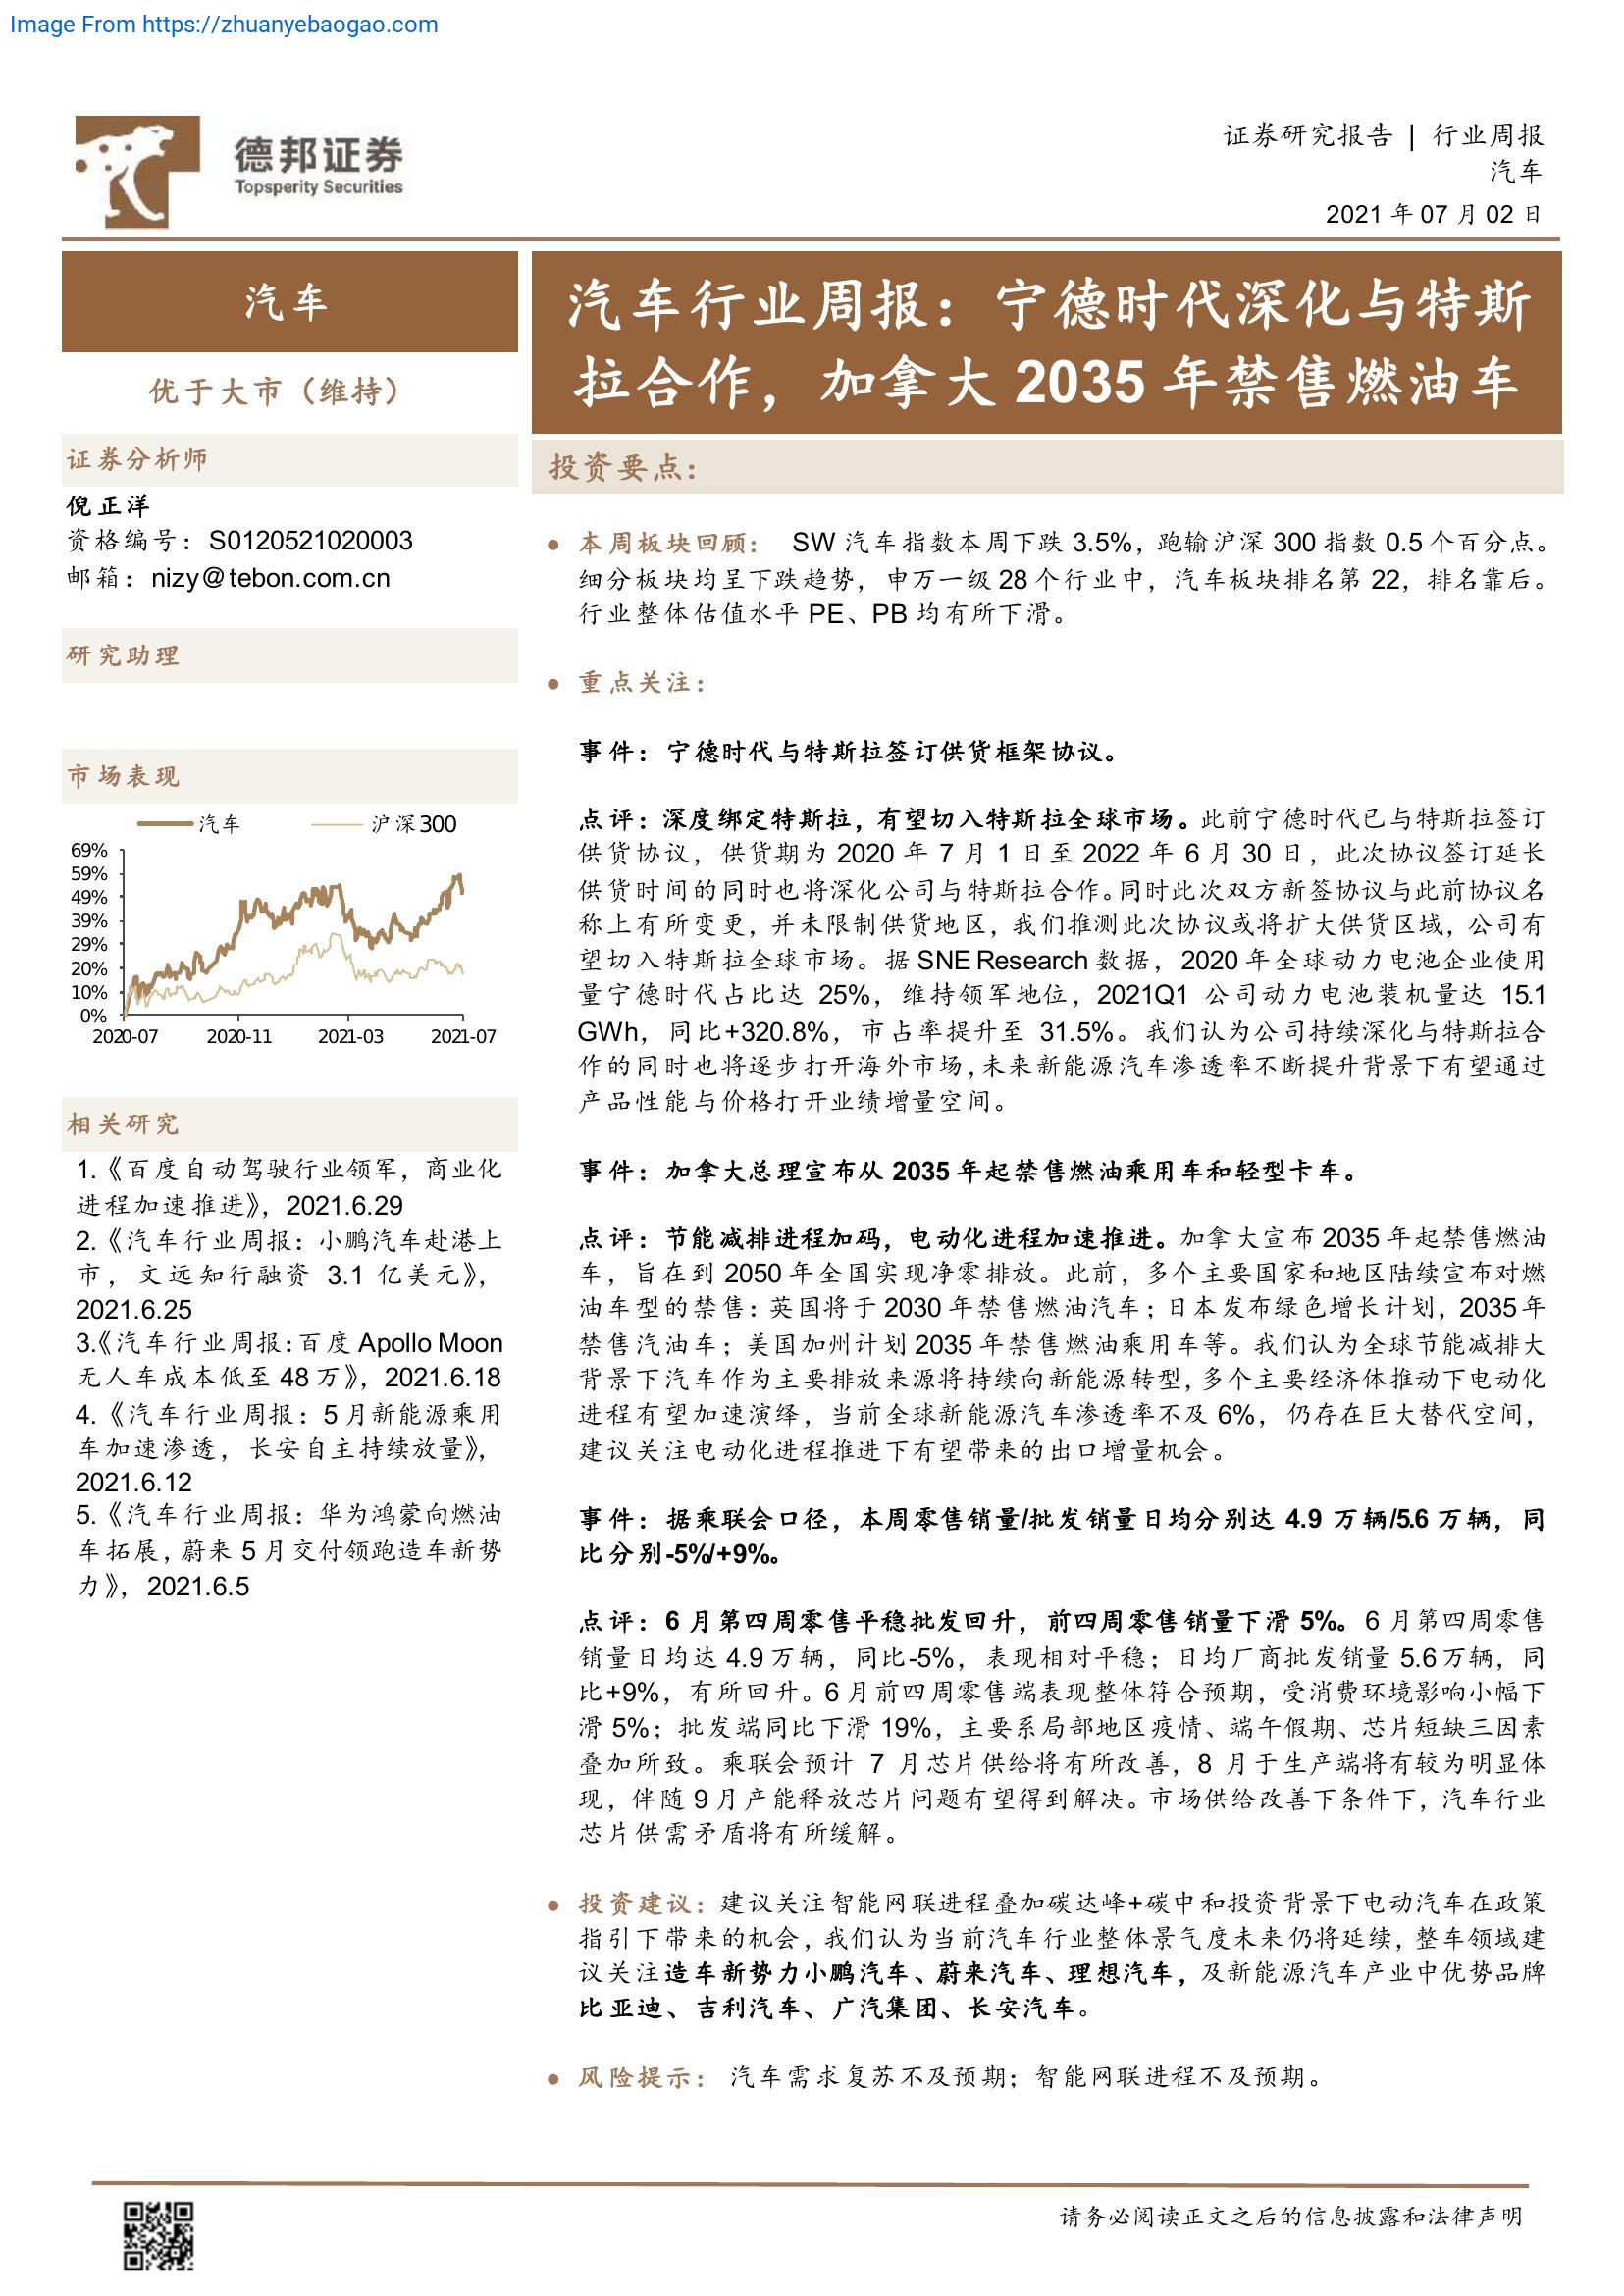 Image From https://zhuanyebaogao.com
德邦证券
Topsperity Securities
证券研究报告 | 行业周报
汽车
2021 年 07 月 02 日
汽车
优于大市（维持）
证券分析师
倪正洋
资格编号：S0120521020003
邮箱：nizy@tebon.com.cn
研究助理
市场表现
汽车 沪深300
69%
59%
49%
39%
29%
20%
10%
0%
2020-07 2020-11 2021-03 2021-07
相关研究
1.《百度自动驾驶行业领军，商业化
进程加速推进》，2021.6.29
2.《汽车行业周报：小鹏汽车赴港上
市，文远知行融资 3.1 亿美元》，
2021.6.25
3.《汽车行业周报：百度 Apollo Moon
无人车成本低至 48 万》，2021.6.18
4.《汽车行业周报：5 月新能源乘用
车加速渗透，长安自主持续放量》，
2021.6.12
5.《汽车行业周报：华为鸿蒙向燃油
车拓展，蔚来 5 月交付领跑造车新势
力》，2021.6.5
汽车行业周报：宁德时代深化与特斯
拉合作，加拿大 2035 年禁售燃油车
投资要点：
● 本周板块回顾： SW 汽车指数本周下跌 3.5%，跑输沪深 300 指数 0.5 个百分点。
细分板块均呈下跌趋势，申万一级 28 个行业中，汽车板块排名第 22，排名靠后。
行业整体估值水平 PE、PB 均有所下滑。
● 重点关注：
事件：宁德时代与特斯拉签订供货框架协议。
点评：深度绑定特斯拉，有望切入特斯拉全球市场。此前宁德时代已与特斯拉签订
供货协议，供货期为 2020 年 7 月 1 日至 2022 年 6 月 30 日，此次协议签订延长
供货时间的同时也将深化公司与特斯拉合作。同时此次双方新签协议与此前协议名
称上有所变更，并未限制供货地区，我们推测此次协议或将扩大供货区域，公司有
望切入特斯拉全球市场。据 SNE Research 数据，2020 年全球动力电池企业使用
量宁德时代占比达 25%，维持领军地位，2021Q1 公司动力电池装机量达 15.1
GWh，同比+320.8%，市占率提升至 31.5%。我们认为公司持续深化与特斯拉合
作的同时也将逐步打开海外市场，未来新能源汽车渗透率不断提升背景下有望通过
产品性能与价格打开业绩增量空间。
事件：加拿大总理宣布从 2035 年起禁售燃油乘用车和轻型卡车。
点评：节能减排进程加码，电动化进程加速推进。加拿大宣布 2035 年起禁售燃油
车，旨在到 2050 年全国实现净零排放。此前，多个主要国家和地区陆续宣布对燃
油车型的禁售：英国将于 2030 年禁售燃油汽车；日本发布绿色增长计划，2035 年
禁售汽油车；美国加州计划 2035 年禁售燃油乘用车等。我们认为全球节能减排大
背景下汽车作为主要排放来源将持续向新能源转型，多个主要经济体推动下电动化
进程有望加速演绎，当前全球新能源汽车渗透率不及 6%，仍存在巨大替代空间，
建议关注电动化进程推进下有望带来的出口增量机会。
事件：据乘联会口径，本周零售销量/批发销量日均分别达 4.9 万辆/5.6 万辆，同
比分别-5%/+9%。
点评：6 月第四周零售平稳批发回升，前四周零售销量下滑 5%。6 月第四周零售
销量日均达 4.9 万辆，同比-5%，表现相对平稳；日均厂商批发销量 5.6 万辆，同
比+9%，有所回升。6 月前四周零售端表现整体符合预期，受消费环境影响小幅下
滑 5%；批发端同比下滑 19%，主要系局部地区疫情、端午假期、芯片短缺三因素
叠加所致。乘联会预计 7 月芯片供给将有所改善，8 月于生产端将有较为明显体
现，伴随 9 月产能释放芯片问题有望得到解决。市场供给改善下条件下，汽车行业
芯片供需矛盾将有所缓解。
● 投资建议：建议关注智能网联进程叠加碳达峰+碳中和投资背景下电动汽车在政策
指引下带来的机会，我们认为当前汽车行业整体景气度未来仍将延续，整车领域建
议关注造车新势力小鹏汽车、蔚来汽车、理想汽车，及新能源汽车产业中优势品牌
比亚迪、吉利汽车、广汽集团、长安汽车。
● 风险提示： 汽车需求复苏不及预期；智能网联进程不及预期。
请务必阅读正文之后的信息披露和法律声明